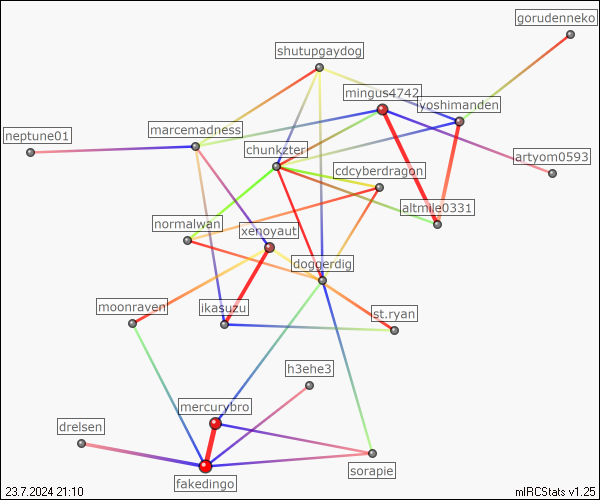 gorudenneko
shutupgaydog
mingus4742
yoshimanden
neptune01
marcemadness
chunkzter
artyom0593
cdcyberdragon
altmile0331
normalwan
xenoyaut
doggerdig
moonraven
ikasuzu
st.ryan
h3ehe3
mercurybro
drelsen
sorapie
fakedingo
23.7.2024 21:10
mIRCStats v1.25